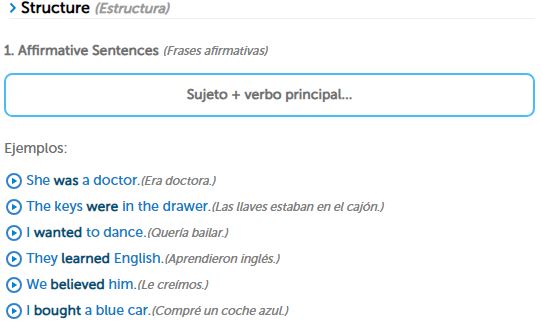 Structure (Estructura)
1. Affirmative Sentences (Frases afirmativas)
Sujeto + verbo principal...
Ejemplos:
She was a doctor.(Era doctora.)
The keys were in the drawer.(Las llaves estaban en el cajón.)
I wanted to dance.(Quería bailar.)
They learned English.(Aprendieron inglés.)
We believed him.(Le creímos.)
I bought a blue car.(Compré un coche azul.)